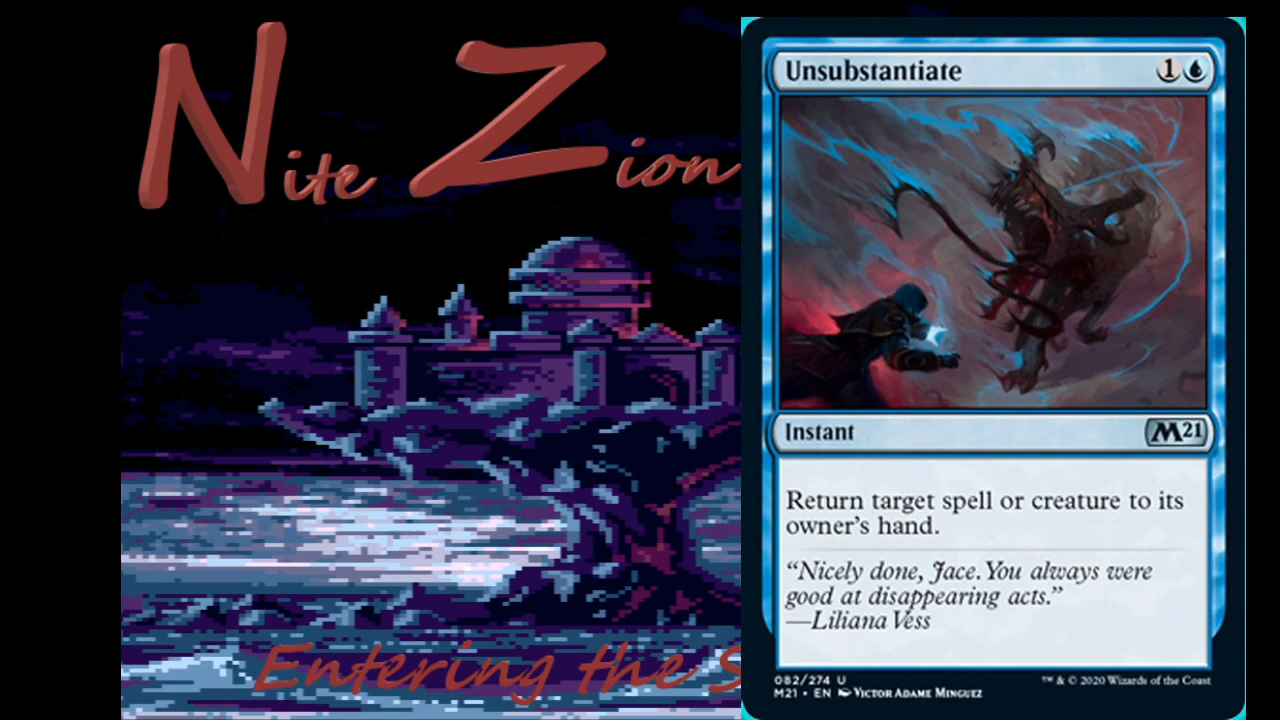 Nite Zion
Entering the S
Unsubstantiate
1
Instant
M21
Return target spell or creature to its
owner's hand.
“Nicely done, Jace. You always were
good at disappearing acts.”
—Liliana Vess
082/274 U
M21 • EN Victor Adame Minguez
™ & © 2020 Wizards of the Coast